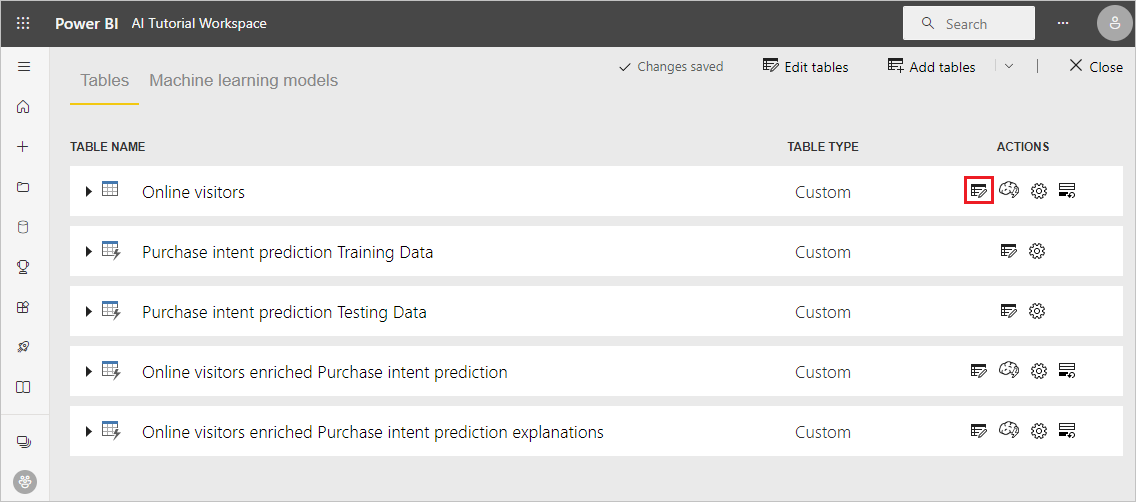 Power BI AI Tutorial Workspace Search
Tables Machine learning models Changes saved Edit tables Add tables Close
TABLE NAME TABLE TYPE ACTIONS
Online visitors Custom
Purchase intent prediction Training Data Custom
Purchase intent prediction Testing Data Custom
Online visitors enriched Purchase intent prediction Custom
Online visitors enriched Purchase intent prediction explanations Custom